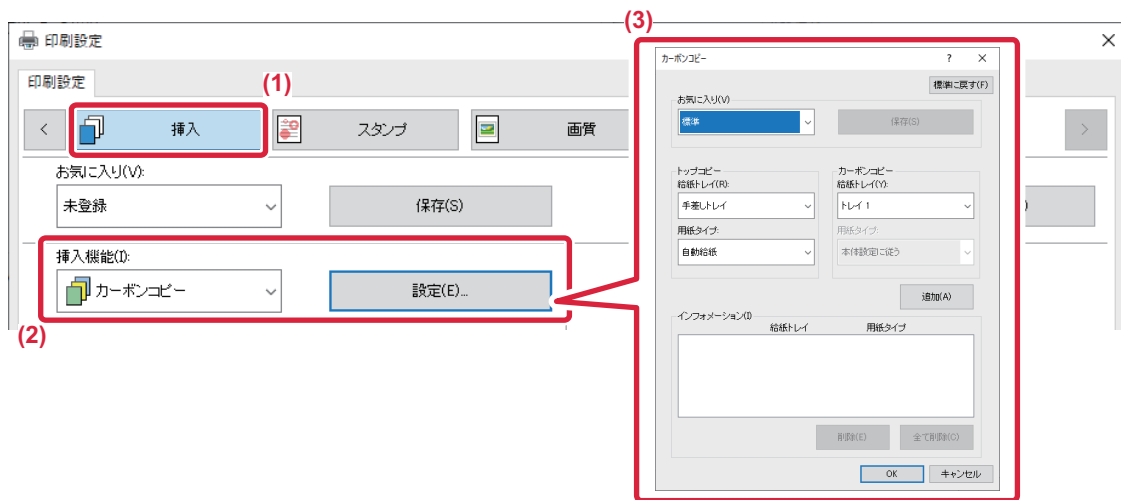 (3)
印刷設定
印刷設定
(1)
挿入
スタンプ
画質
お気に入り(V):
未登録
保存(S)
挿入機能(I):
カーボンコピー
設定(E)...
(2)
カーボンコピー
標準に戻す(F)
お気に入り(V)
標準
保存(S)
トップコピー
給紙トレイ(R):
手差しトレイ
用紙タイプ:
自動給紙
カーボンコピー
給紙トレイ(Y):
トレイ 1
用紙タイプ:
本体設定に従う
追加(A)
インフォメーション(I)
給紙トレイ 用紙タイプ
削除(E)
全て削除(C)
OK
キャンセル